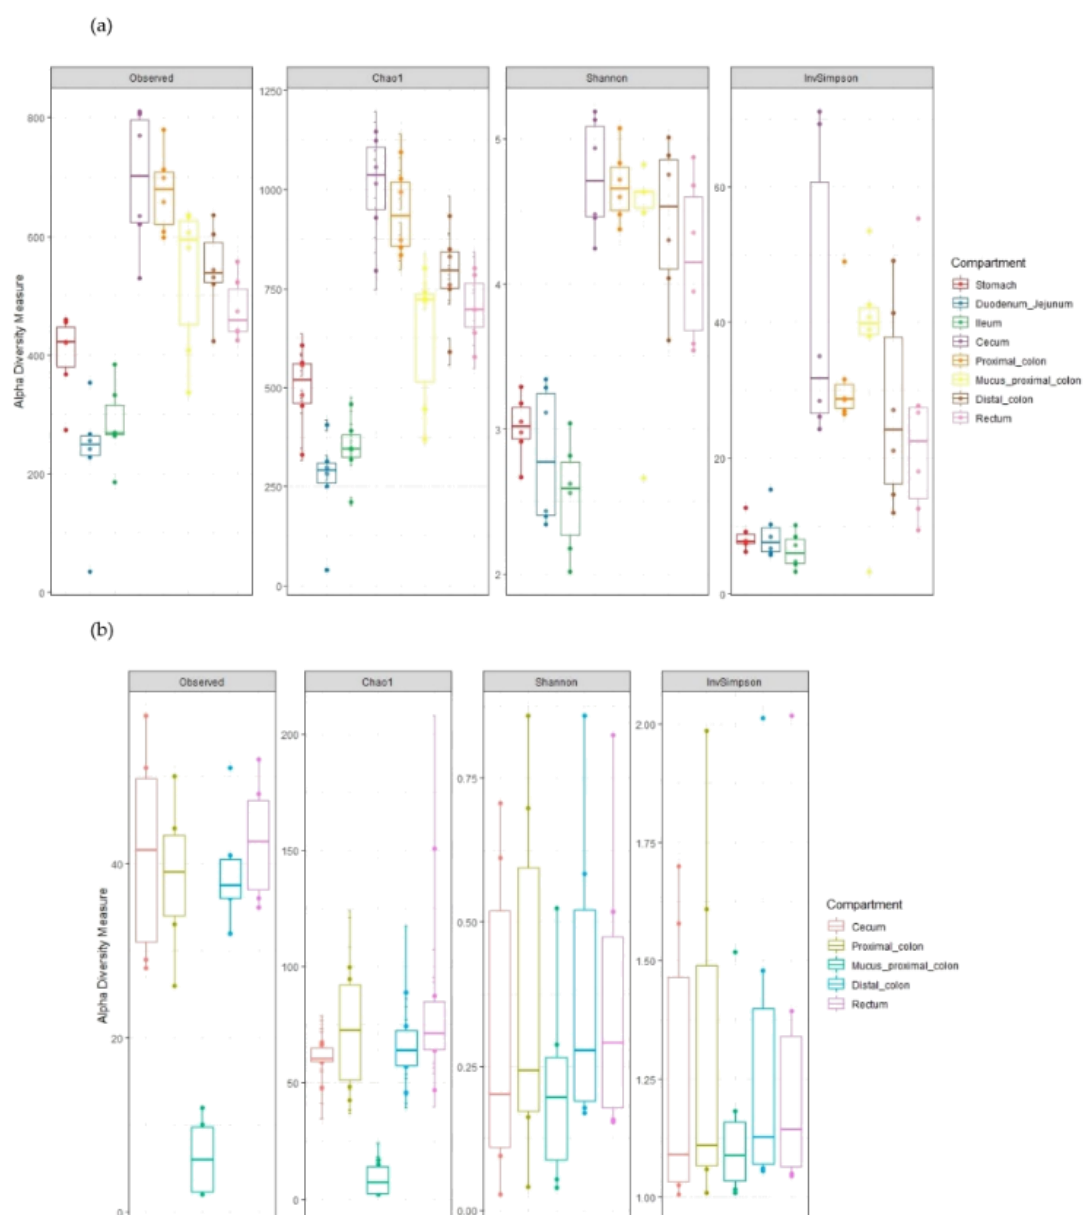 (a)
Observed
Chao1
Shannon
InvSimpson
800
600
400
200
0
1250
1000
750
500
250
0
5
4
3
2
60
40
20
0
Alpha Diversity Measure
Compartment
Stomach
Duodenum_Jejunum
Ileum
Cecum
Proximal_colon
Mucus_proximal_colon
Distal_colon
Rectum
(b)
Observed
Chao1
Shannon
InvSimpson
40
20
0
200
150
100
50
0
0.75
0.50
0.25
0.00
2.00
1.75
1.50
1.25
1.00
Alpha Diversity Measure
Compartment
Cecum
Proximal_colon
Mucus_proximal_colon
Distal_colon
Rectum